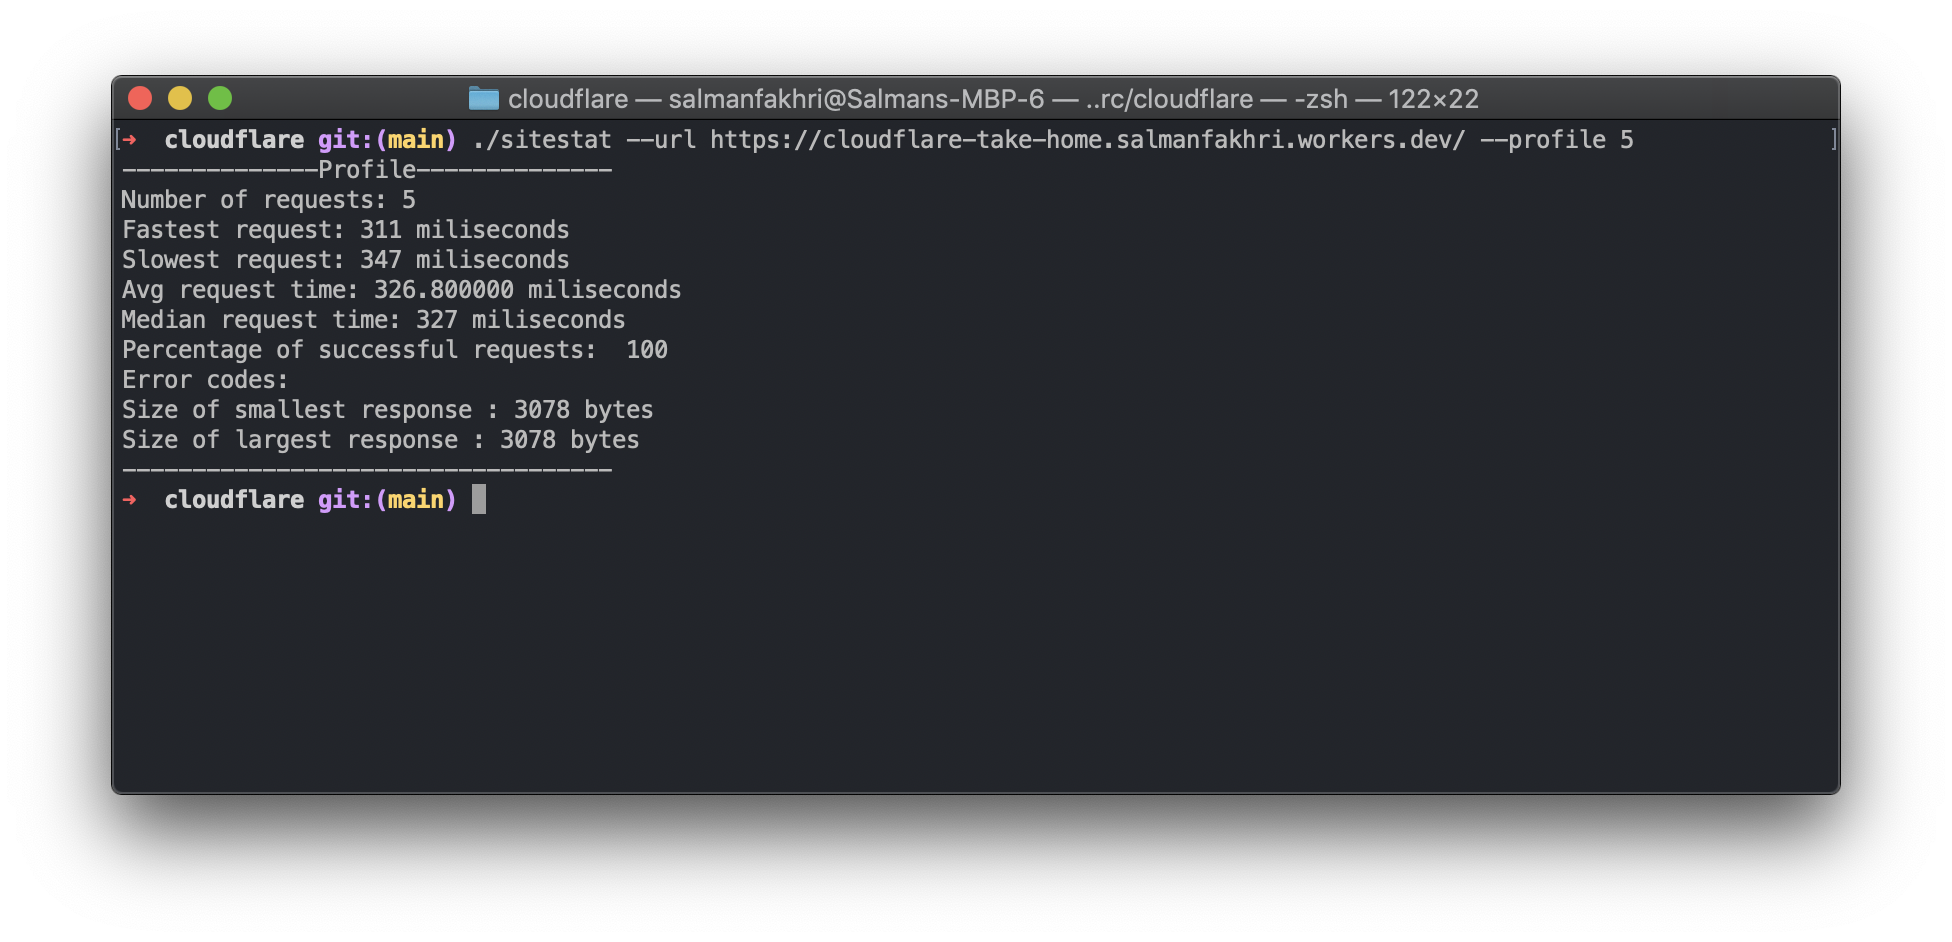 cloudflare — salmanfakhri@Salmans-MBP-6 — ..rc/cloudflare — -zsh — 122×22
[➜  cloudflare git:(main) ./sitestat --url https://cloudflare-take-home.salmanfakhri.workers.dev/ --profile 5 ]
--------------Profile--------------
Number of requests: 5
Fastest request: 311 miliseconds
Slowest request: 347 miliseconds
Avg request time: 326.800000 miliseconds
Median request time: 327 miliseconds
Percentage of successful requests:  100
Error codes:
Size of smallest response : 3078 bytes
Size of largest response : 3078 bytes
-----------------------------------
➜  cloudflare git:(main)